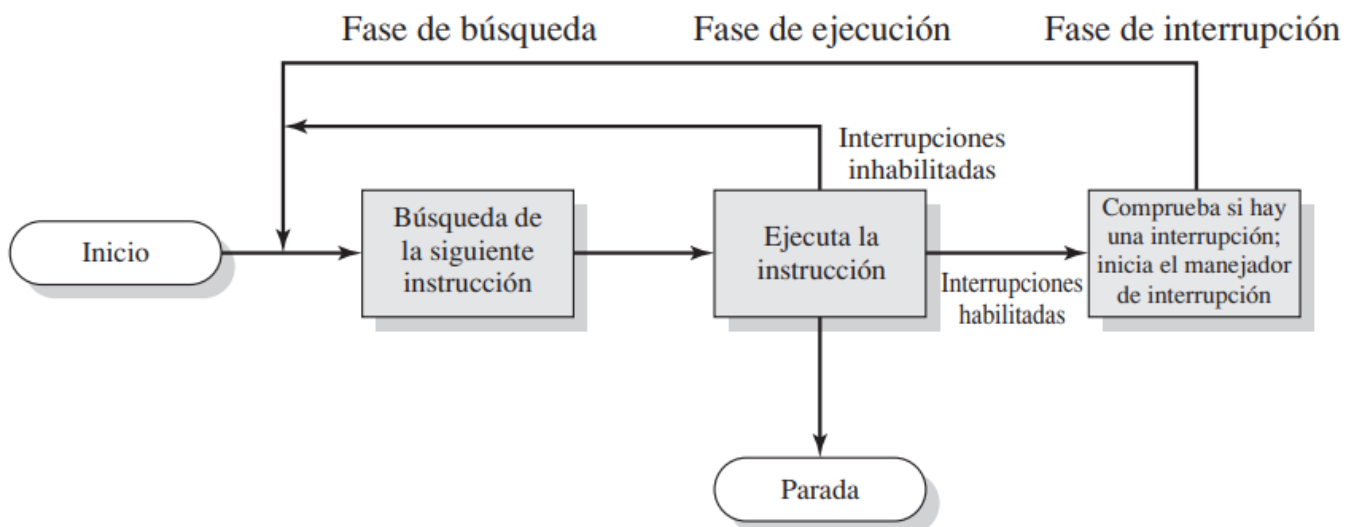 Fase de búsqueda
Fase de ejecución
Fase de interrupción
Interrupciones
inhabilitadas
Inicio
Búsqueda de
la siguiente
instrucción
Ejecuta la
instrucción
Interrupciones
habilitadas
Comprueba si hay
una interrupción;
inicia el manejador
de interrupción
Parada